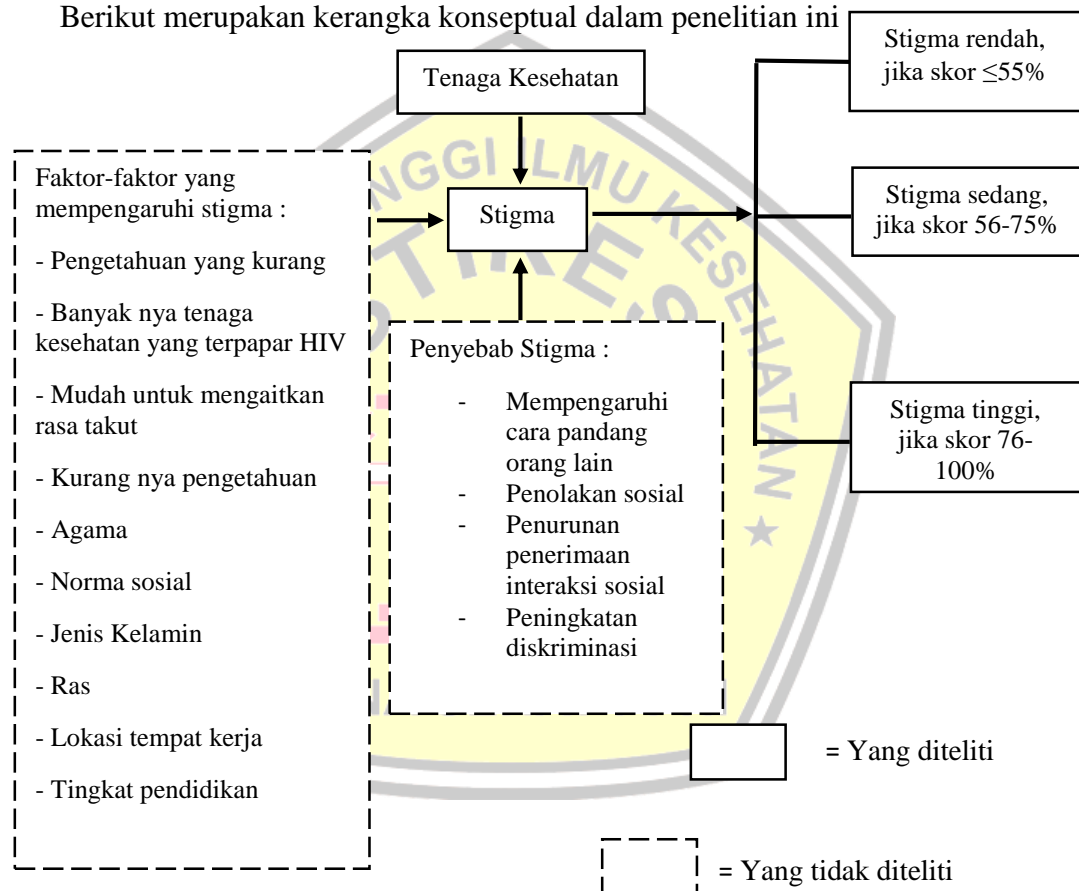 Berikut merupakan kerangka konseptual dalam penelitian ini
Tenaga Kesehatan
Stigma rendah,
jika skor ≤55%
Faktor-faktor yang
mempengaruhi stigma :
- Pengetahuan yang kurang
- Banyak nya tenaga
kesehatan yang terpapar HIV
- Mudah untuk mengaitkan
rasa takut
- Kurang nya pengetahuan
- Agama
- Norma sosial
- Jenis Kelamin
- Ras
- Lokasi tempat kerja
- Tingkat pendidikan
Stigma
Stigma sedang,
jika skor 56-75%
Penyebab Stigma :
- Mempengaruhi
cara pandang
orang lain
- Penolakan sosial
- Penurunan
penerimaan
interaksi sosial
- Peningkatan
diskriminasi
Stigma tinggi,
jika skor 76-
100%
= Yang diteliti
= Yang tidak diteliti
NGGI ILMU KESEHATAN
STIKES